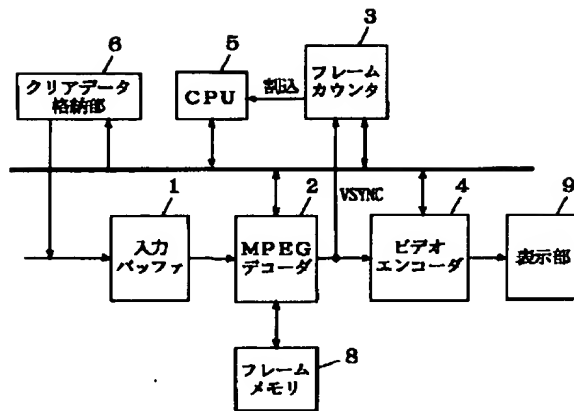 6
5
3
クリアデータ
格納部
CPU
割込
フレーム
カウンタ
1
2
VSYNC
4
9
入力
バッファ
MPEG
デコーダ
ビデオ
エンコーダ
表示部
8
フレーム
メモリ